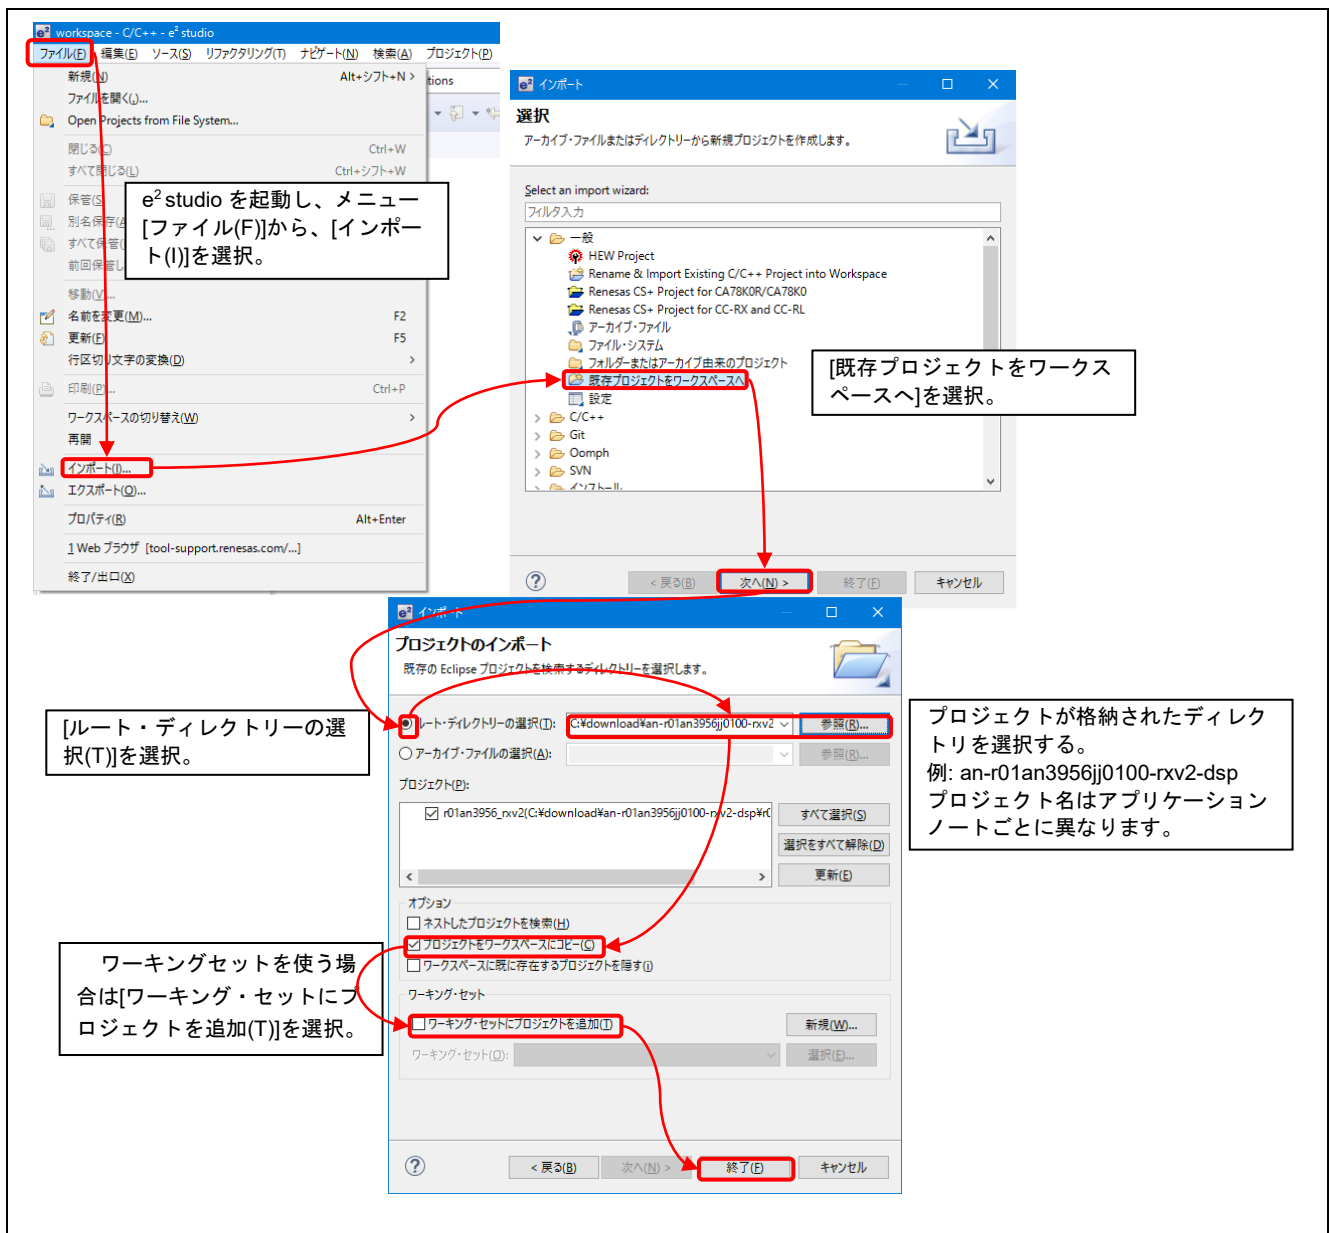 workspace - C/C++ - e² studio
ファイル(F) 編集(E) ソース(S) リファクタリング(T) ナビゲート(N) 検索(A) プロジェクト(P)
新規(N) Alt+シフト+N >
ファイルを開く(.)...
Open Projects from File System...
閉じる(C) Ctrl+W
すべて閉じる(L) Ctrl+シフト+W
保管(S)
別名保存(A)
すべて保管(
前回保管し
移動(V)...
名前を変更(M)... F2
更新(F) F5
行区切り文字の変換(D) >
印刷(P)... Ctrl+P
ワークスペースの切り替え(W) >
再開
インポート(I)...
エクスポート(O)...
プロパティ(R) Alt+Enter
1 Web ブラウザ [tool-support.renesas.com/...]
終了/出口(X)
tions
e² studio を起動し、メニュー
[ファイル(F)]から、[インポー
ト(I)]を選択。
インポート
選択
アーカイブ・ファイルまたはディレクトリーから新規プロジェクトを作成します。
Select an import wizard:
フィルタ入力
一般
HEW Project
Rename & Import Existing C/C++ Project into Workspace
Renesas CS+ Project for CA78K0R/CA78K0
Renesas CS+ Project for CC-RX and CC-RL
アーカイブ・ファイル
ファイル・システム
フォルダーまたはアーカイブ由来のプロジェクト
既存プロジェクトをワークスペースへ
設定
C/C++
Git
Oomph
SVN
インストール
[既存プロジェクトをワークス
ペースへ]を選択。
< 戻る(B) 次へ(N) > 終了(F) キャンセル
インポート
プロジェクトのインポート
既存の Eclipse プロジェクトを検索するディレクトリーを選択します。
ルート・ディレクトリーの選択(T): C:¥download¥an-r01an3956jj0100-rxv2 参照(R)...
アーカイブ・ファイルの選択(A): 参照(R)...
プロジェクト(P):
r01an3956_rxv2(C:¥download¥an-r01an3956jj0100-rxv2-dsp¥r0
すべて選択(S)
選択をすべて解除(D)
更新(E)
オプション
ネストしたプロジェクトを検索(H)
プロジェクトをワークスペースにコピー(C)
ワークスペースに既に存在するプロジェクトを隠す(i)
ワーキング・セット
ワーキング・セットにプロジェクトを追加(T) 新規(W)...
ワーキング・セット(O): 選択(E)...
< 戻る(B) 次へ(N) > 終了(F) キャンセル
[ルート・ディレクトリーの選
択(T)]を選択。
プロジェクトが格納されたディレク
トリを選択する。
例: an-r01an3956jj0100-rxv2-dsp
プロジェクト名はアプリケーション
ノートごとに異なります。
ワーキングセットを使う場
合は[ワーキング・セットにプ
ロジェクトを追加(T)]を選択。